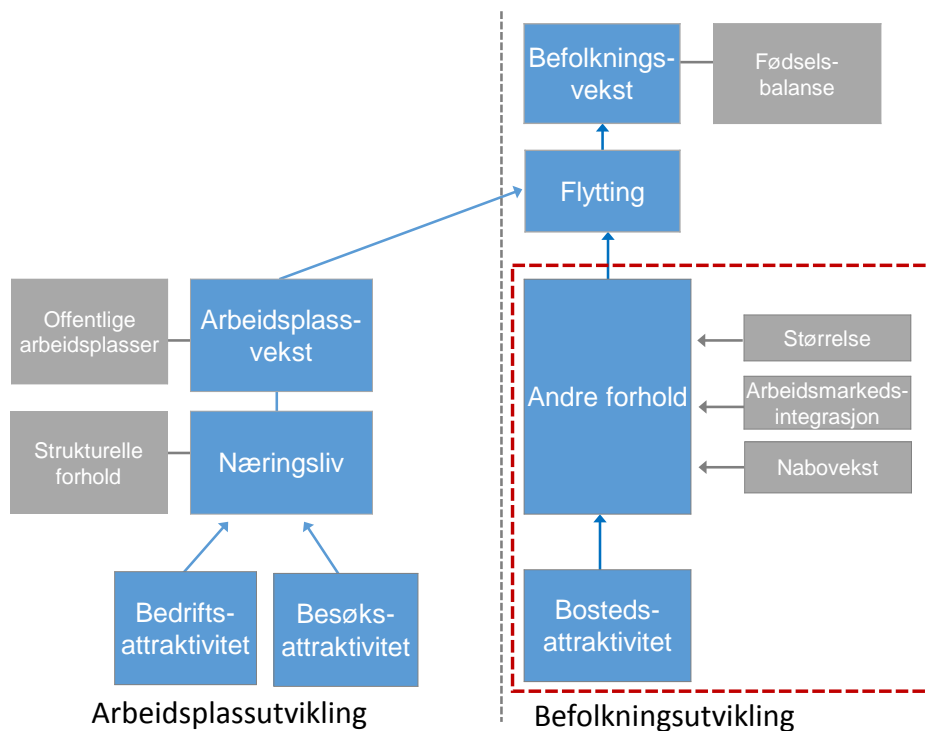 Befolknings-
vekst
Fødsels-
balanse
Flytting
Offentlige
arbeidsplasser
Arbeidsplass-
vekst
Andre forhold
Størrelse
Arbeidsmarkeds-
integrasjon
Nabovekst
Strukturelle
forhold
Næringsliv
Bedrifts-
attraktivitet
Besøks-
attraktivitet
Bosteds-
attraktivitet
Arbeidsplassutvikling
Befolkningsutvikling